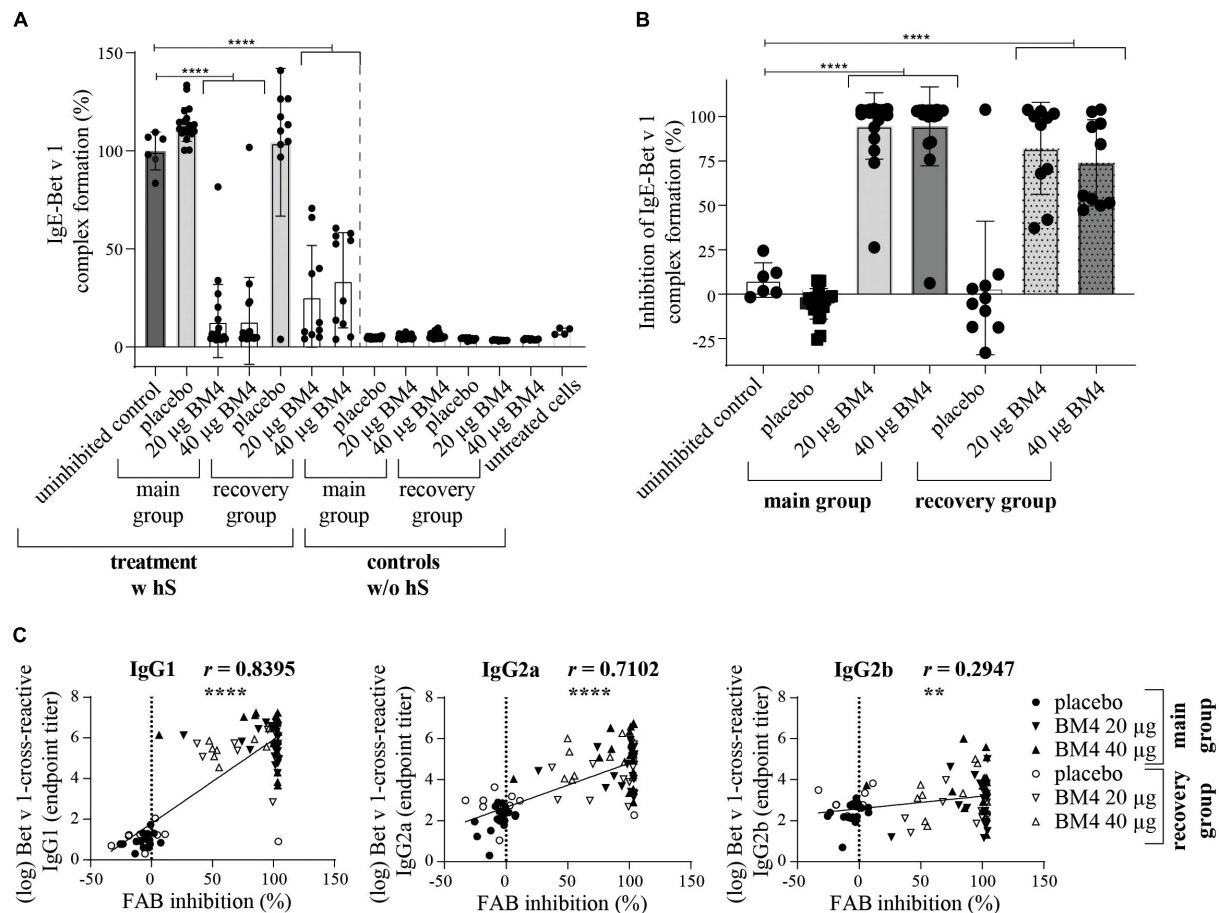 A
IgE-Bet v 1
complex formation (%)
150
100
50
0
****
****
uninhibited control
placebo
20 µg BM4
40 µg BM4
placebo
20 µg BM4
40 µg BM4
placebo
20 µg BM4
40 µg BM4
placebo
20 µg BM4
40 µg BM4
untreated cells
main
group
recovery
group
main
group
recovery
group
treatment
w hS
controls
w/o hS
B
Inhibition of IgE-Bet v 1
complex formation (%)
100
75
50
25
0
-25
****
****
uninhibited control
placebo
20 µg BM4
40 µg BM4
placebo
20 µg BM4
40 µg BM4
main group
recovery group
C
IgG1 r = 0.8395
****
(log) Bet v 1-cross-reactive
IgG1 (endpoint titer)
8
6
4
2
0
-50 0 50 100 150
FAB inhibition (%)
IgG2a r = 0.7102
****
(log) Bet v 1-cross-reactive
IgG2a (endpoint titer)
8
6
4
2
0
-50 0 50 100 150
FAB inhibition (%)
IgG2b r = 0.2947
**
(log) Bet v 1-cross-reactive
IgG2b (endpoint titer)
8
6
4
2
0
-50 0 50 100 150
FAB inhibition (%)
placebo
BM4 20 µg
BM4 40 µg
main
group
placebo
BM4 20 µg
BM4 40 µg
recovery
group